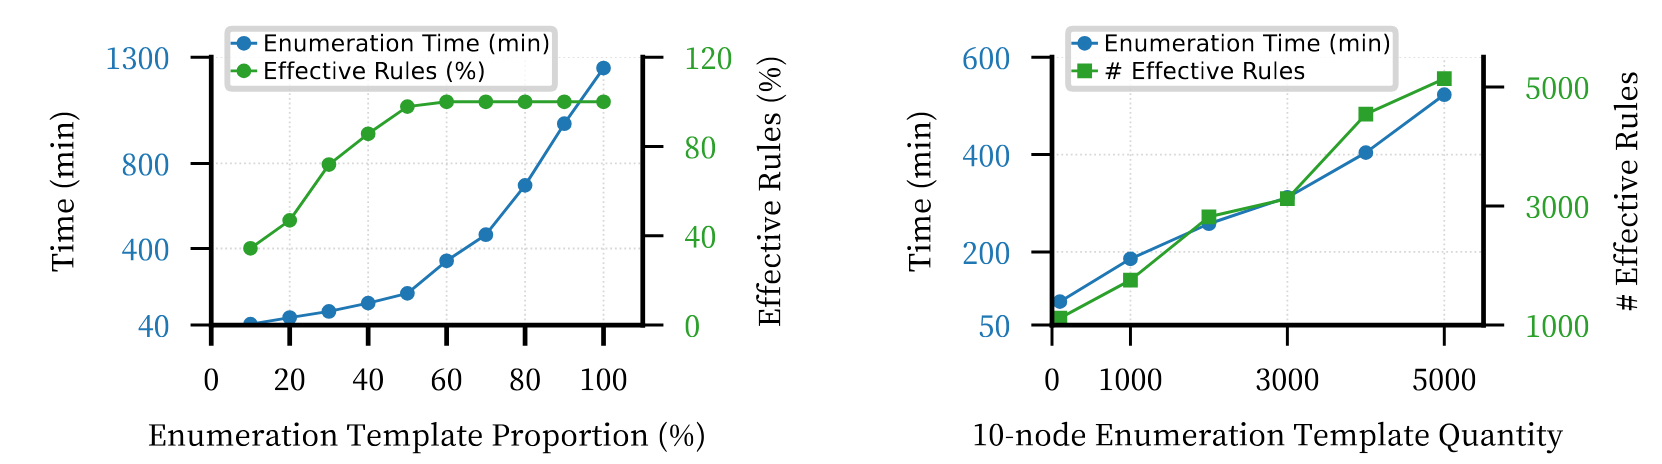 Enumeration Time (min)
Effective Rules (%)
1300
800
400
40
Time (min)
120
80
40
0
Effective Rules (%)
0 20 40 60 80 100
Enumeration Template Proportion (%)
Enumeration Time (min)
# Effective Rules
600
400
200
50
Time (min)
5000
3000
1000
# Effective Rules
0 1000 3000 5000
10-node Enumeration Template Quantity